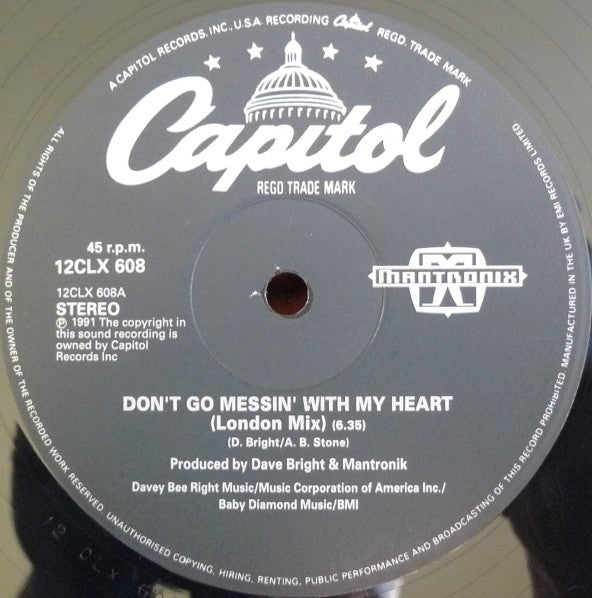 A CAPITOL RECORDS, INC., U.S.A. RECORDING Capitol REGD. TRADE MARK
Capitol
REGD. TRADE MARK
45 r.p.m.
12CLX 608
12CLX 608A
STEREO
℗ 1991 The copyright in
this sound recording is
owned by Capitol
Records Inc
MANTRONIX
DON'T GO MESSIN' WITH MY HEART
(London Mix) (6.35)
(D. Bright/A. B. Stone)
Produced by Dave Bright & Mantronik
Davey Bee Right Music/Music Corporation of America Inc./
Baby Diamond Music/BMI
ALL RIGHTS OF THE PRODUCER AND OF THE OWNER OF THE RECORDED WORK RESERVED. UNAUTHORISED COPYING, HIRING, RENTING, PUBLIC PERFORMANCE AND BROADCASTING OF THIS RECORD PROHIBITED. MANUFACTURED IN THE UK BY EMI RECORDS LIMITED
12 CLX